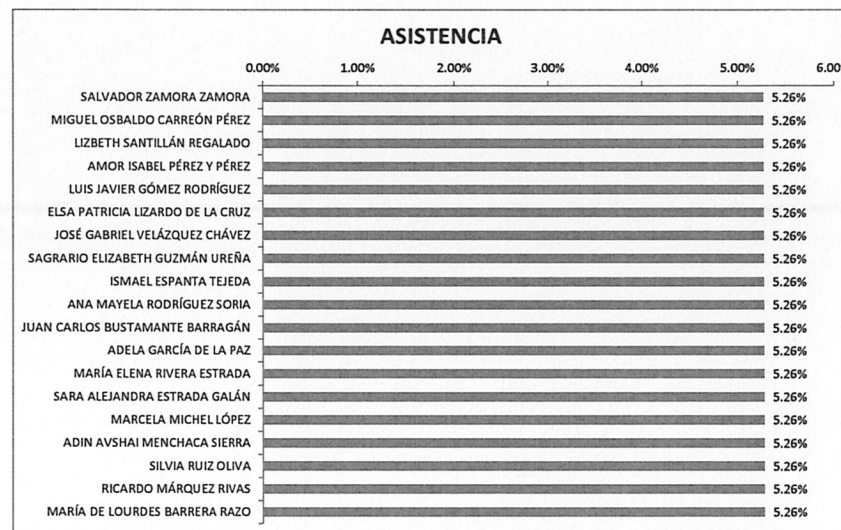 ASISTENCIA
0.00% 1.00% 2.00% 3.00% 4.00% 5.00% 6.00
SALVADOR ZAMORA ZAMORA 5.26%
MIGUEL OSBALDO CARREÓN PÉREZ 5.26%
LIZBETH SANTILLÁN REGALADO 5.26%
AMOR ISABEL PÉREZ Y PÉREZ 5.26%
LUIS JAVIER GÓMEZ RODRÍGUEZ 5.26%
ELSA PATRICIA LIZARDO DE LA CRUZ 5.26%
JOSÉ GABRIEL VELÁZQUEZ CHÁVEZ 5.26%
SAGRARIO ELIZABETH GUZMÁN UREÑA 5.26%
ISMAEL ESPANTA TEJEDA 5.26%
ANA MAYELA RODRÍGUEZ SORIA 5.26%
JUAN CARLOS BUSTAMANTE BARRAGÁN 5.26%
ADELA GARCÍA DE LA PAZ 5.26%
MARÍA ELENA RIVERA ESTRADA 5.26%
SARA ALEJANDRA ESTRADA GALÁN 5.26%
MARCELA MICHEL LÓPEZ 5.26%
ADIN AVSHAI MENCHACA SIERRA 5.26%
SILVIA RUIZ OLIVA 5.26%
RICARDO MÁRQUEZ RIVAS 5.26%
MARÍA DE LOURDES BARRERA RAZO 5.26%